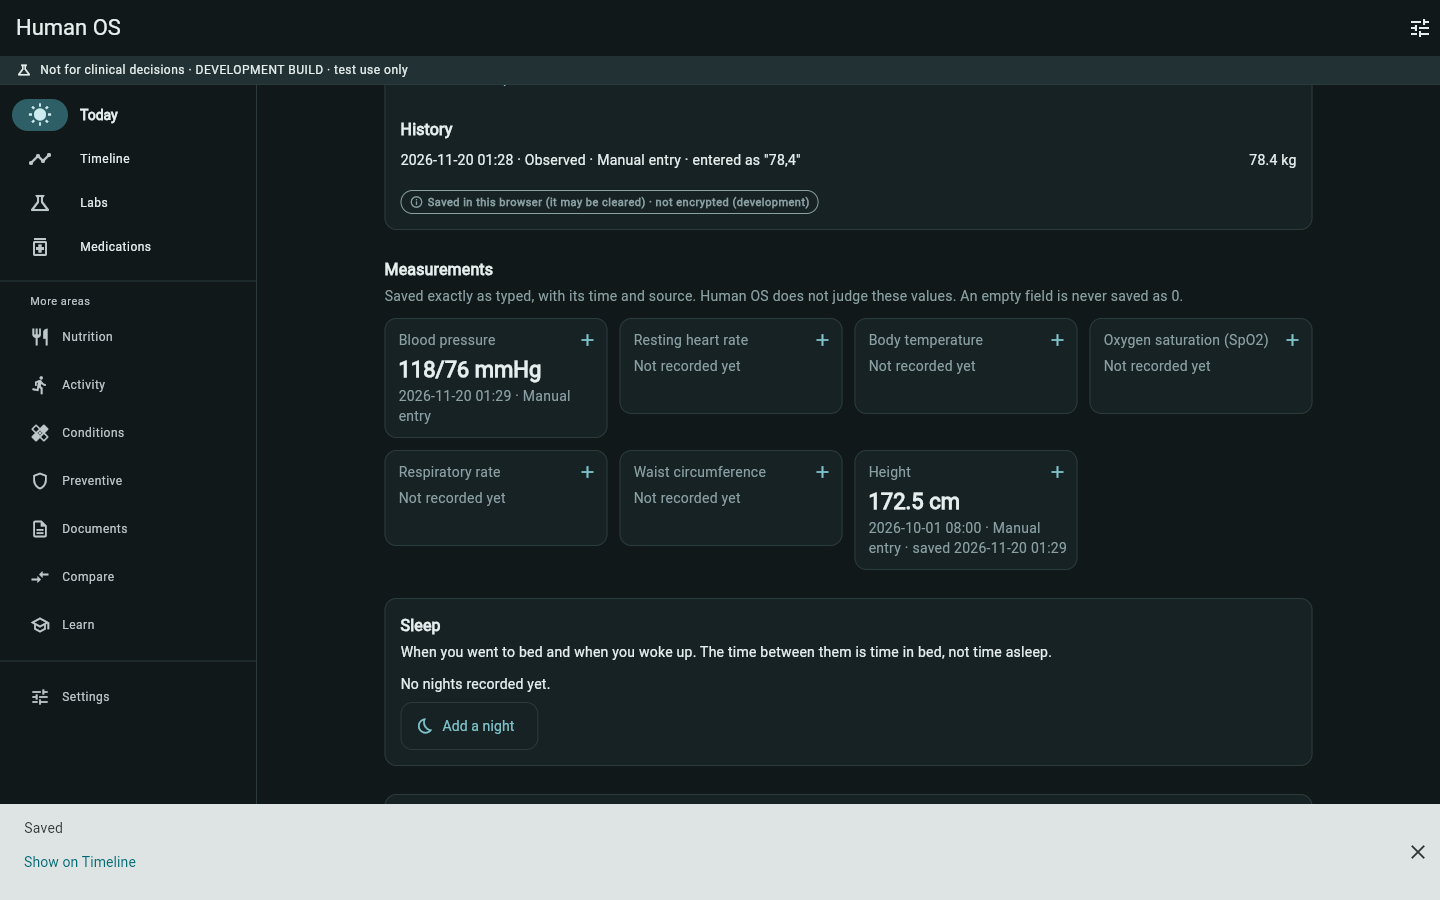 Human OS
Not for clinical decisions · DEVELOPMENT BUILD · test use only
Today
Timeline
Labs
Medications
More areas
Nutrition
Activity
Conditions
Preventive
Documents
Compare
Learn
Settings
History
2026-11-20 01:28 · Observed · Manual entry · entered as "78,4"
78.4 kg
Saved in this browser (it may be cleared) · not encrypted (development)
Measurements
Saved exactly as typed, with its time and source. Human OS does not judge these values. An empty field is never saved as 0.
Blood pressure
118/76 mmHg
2026-11-20 01:29 · Manual
entry
Resting heart rate
Not recorded yet
Body temperature
Not recorded yet
Oxygen saturation (SpO2)
Not recorded yet
Respiratory rate
Not recorded yet
Waist circumference
Not recorded yet
Height
172.5 cm
2026-10-01 08:00 · Manual
entry · saved 2026-11-20 01:29
Sleep
When you went to bed and when you woke up. The time between them is time in bed, not time asleep.
No nights recorded yet.
Add a night
Saved
Show on Timeline